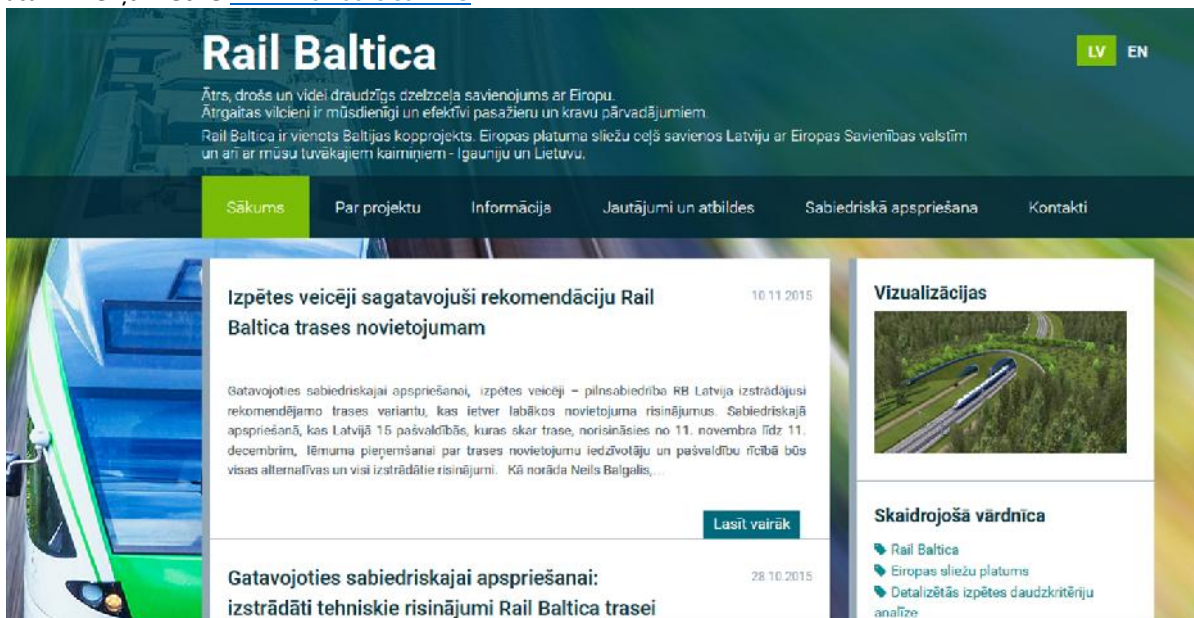 Rail Baltica
LV EN
Ātrs, drošs un videi draudzīgs dzelzceļa savienojums ar Eiropu.
Ātrgaitas vilcieni ir mūsdienīgi un efektīvi pasažieru un kravu pārvadājumiem.
Rail Baltica ir vienots Baltijas kopprojekts. Eiropas platuma sliežu ceļš savienos Latviju ar Eiropas Savienības valstīm
un arī ar mūsu tuvākajiem kaimiņiem - Igauniju un Lietuvu.
Sākums Par projektu Informācija Jautājumi un atbildes Sabiedriskā apspriešana Kontakti
Izpētes veicēji sagatavojuši rekomendāciju Rail
Baltica trases novietojumam
10.11.2015
Gatavojoties sabiedriskajai apspriešanai, izpētes veicēji – pilnsabiedrība RB Latvija izstrādājusi
rekomendējamo trases variantu, kas ietver labākos novietojuma risinājumus. Sabiedriskajā
apspriešanā, kas Latvijā 15 pašvaldībās, kuras skar trase, norisināsies no 11. novembra līdz 11.
decembrim, lēmuma pieņemšanai par trases novietojumu iedzīvotāju un pašvaldību rīcībā būs
visas alternatīvas un visi izstrādātie risinājumi. Kā norāda Neils Balgalis,...
Lasīt vairāk
Gatavojoties sabiedriskajai apspriešanai:
izstrādāti tehniskie risinājumi Rail Baltica trasei
28.10.2015
Vizualizācijas
Skaidrojošā vārdnīca
Rail Baltica
Eiropas sliežu platums
Detalizētās izpētes daudzkritēriju
analīze